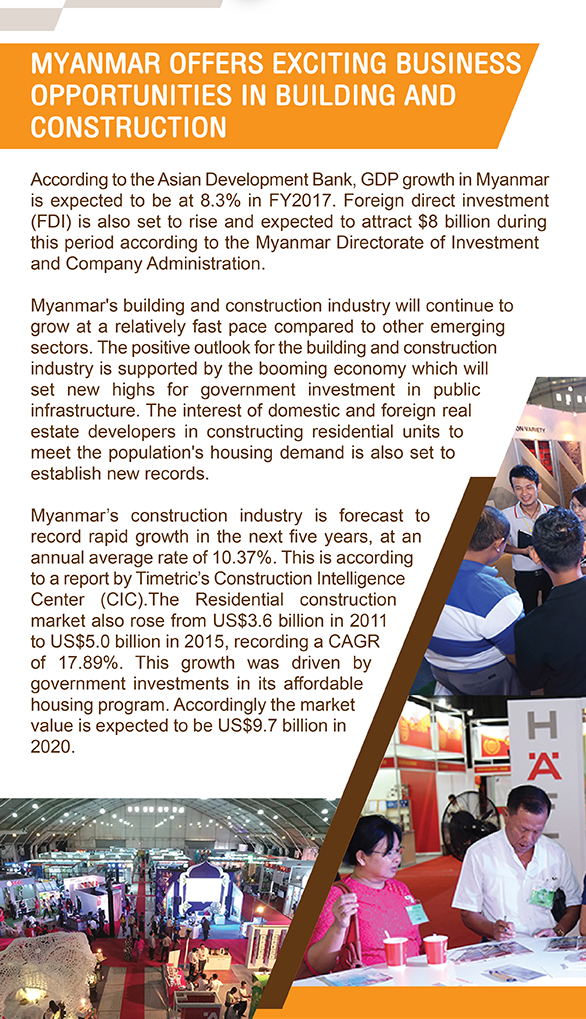 MYANMAR OFFERS EXCITING BUSINESS
OPPORTUNITIES IN BUILDING AND
CONSTRUCTION
According to the Asian Development Bank, GDP growth in Myanmar
is expected to be at 8.3% in FY2017. Foreign direct investment
(FDI) is also set to rise and expected to attract $8 billion during
this period according to the Myanmar Directorate of Investment
and Company Administration.
Myanmar's building and construction industry will continue to
grow at a relatively fast pace compared to other emerging
sectors. The positive outlook for the building and construction
industry is supported by the booming economy which will
set new highs for government investment in public
infrastructure. The interest of domestic and foreign real
estate developers in constructing residential units to
meet the population's housing demand is also set to
establish new records.
Myanmar’s construction industry is forecast to
record rapid growth in the next five years, at an
annual average rate of 10.37%. This is according
to a report by Timetric’s Construction Intelligence
Center (CIC).The Residential construction
market also rose from US$3.6 billion in 2011
to US$5.0 billion in 2015, recording a CAGR
of 17.89%. This growth was driven by
government investments in its affordable
housing program. Accordingly the market
value is expected to be US$9.7 billion in
2020.
VARIETY
H
Ä